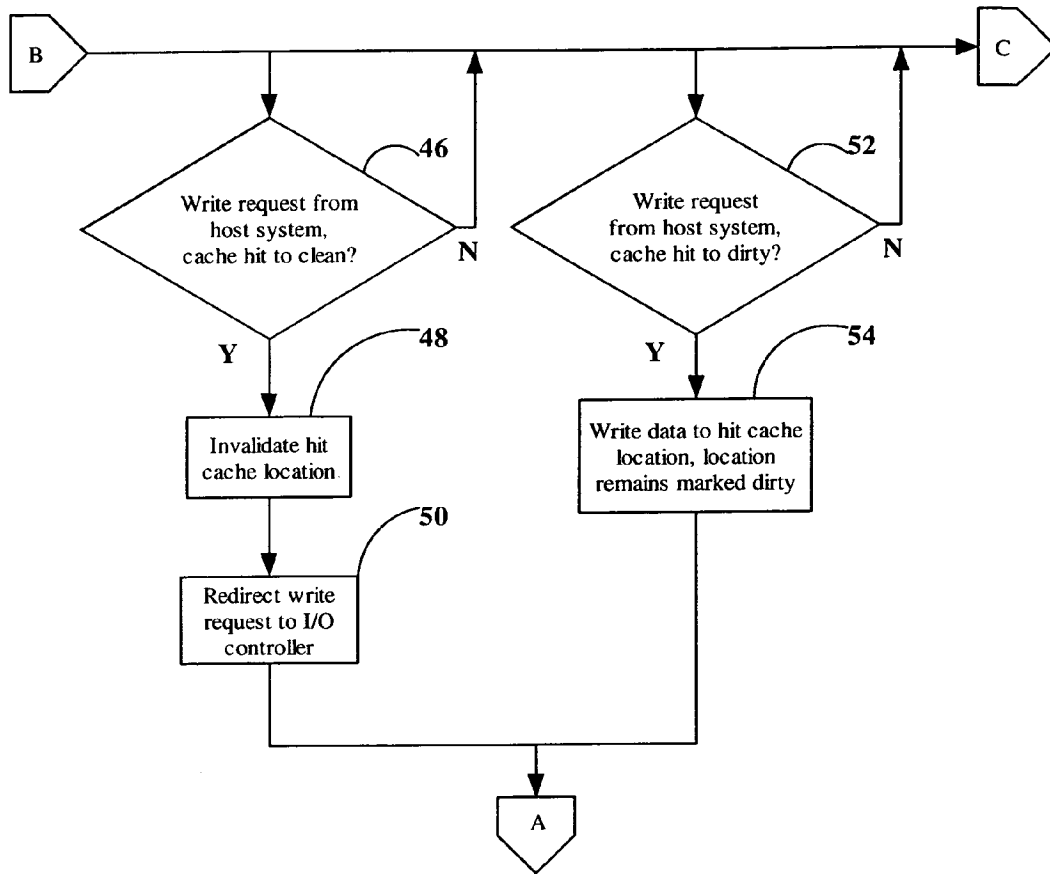 B
C
46
Write request from
host system,
cache hit to clean?
N
Y
52
Write request
from host system,
cache hit to dirty?
N
Y
48
Invalidate hit
cache location
54
Write data to hit cache
location, location
remains marked dirty
50
Redirect write
request to I/O
controller
A